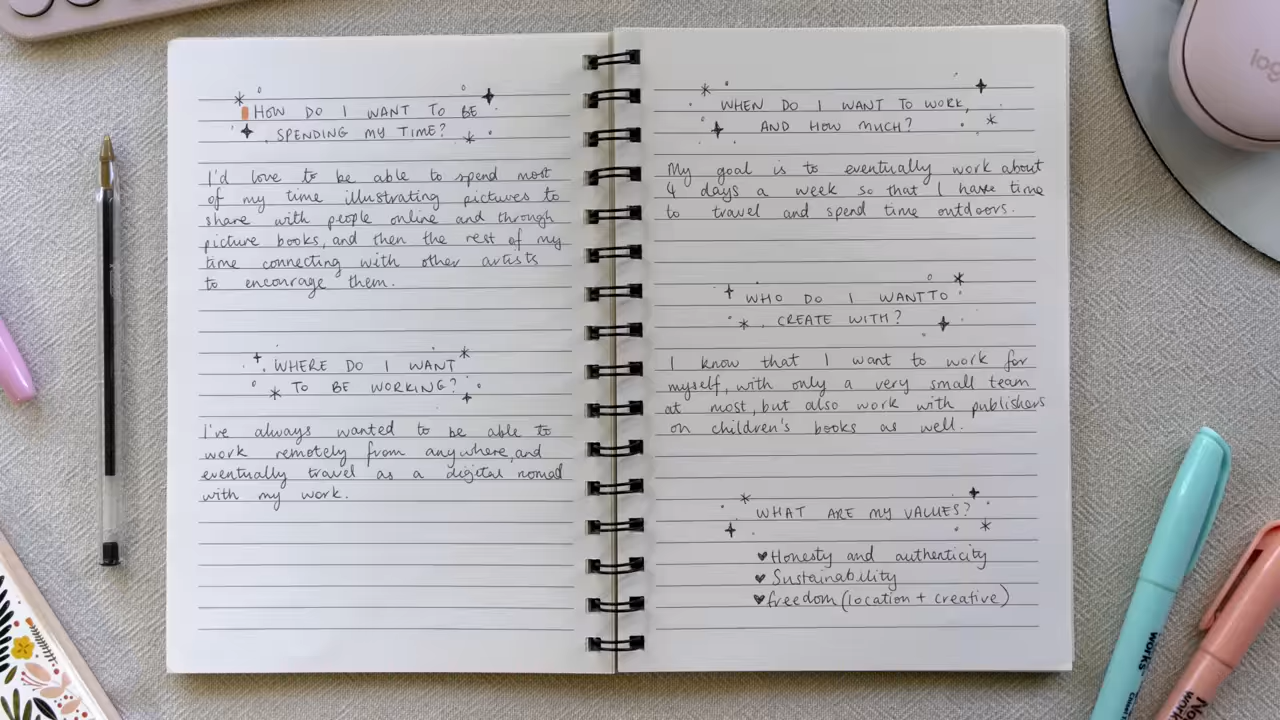 HOW DO I WANT TO BE
SPENDING MY TIME?
I'd love to be able to spend most
of my time illustrating pictures to
share with people online and through
picture books, and then the rest of my
time connecting with other artists
to encourage them.
WHERE DO I WANT
TO BE WORKING?
I've always wanted to be able to
work remotely from anywhere, and
eventually travel as a digital nomad
with my work.
WHEN DO I WANT TO WORK,
AND HOW MUCH?
My goal is to eventually work about
4 days a week so that I have time
to travel and spend time outdoors.
WHO DO I WANT TO
CREATE WITH?
I know that I want to work for
myself, with only a very small team
at most, but also work with publishers
on children's books as well.
WHAT ARE MY VALUES?
♥Honesty and authenticity
♥Sustainability
♥freedom (location + creative)
log
works